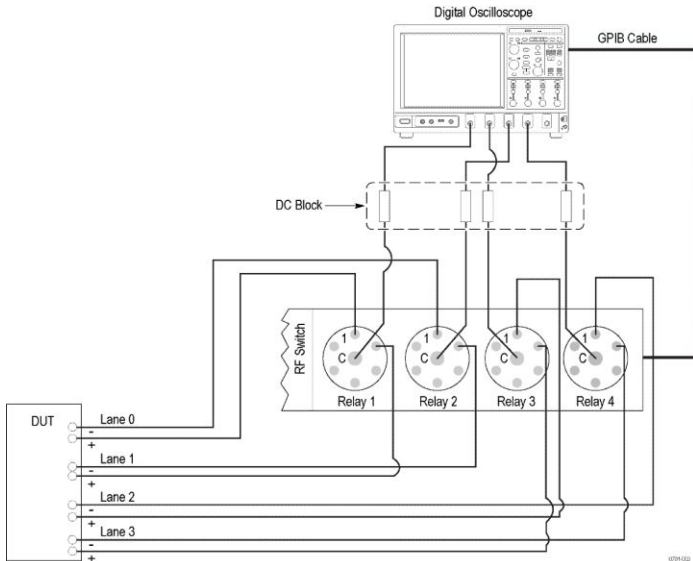 Digital Oscilloscope
GPIB Cable
DC Block
RF Switch
1
C
Relay 1
1
C
Relay 2
1
C
Relay 3
1
C
Relay 4
DUT
Lane 0
-
+
Lane 1
-
+
Lane 2
-
+
Lane 3
-
+